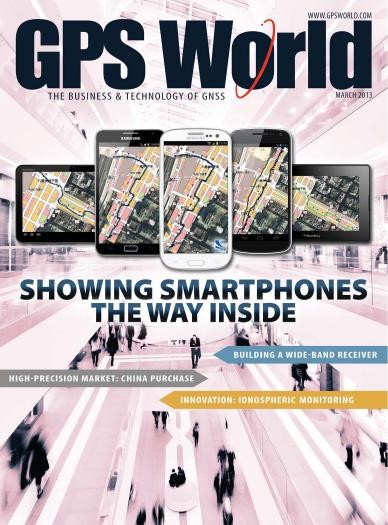 WWW.GPSWORLD.COM
GPS World
THE BUSINESS & TECHNOLOGY OF GNSS
MARCH 2013
SAMSUNG
SHOWING SMARTPHONES
THE WAY INSIDE
BUILDING A WIDE-BAND RECEIVER
HIGH-PRECISION MARKET: CHINA PURCHASE
INNOVATION: IONOSPHERIC MONITORING